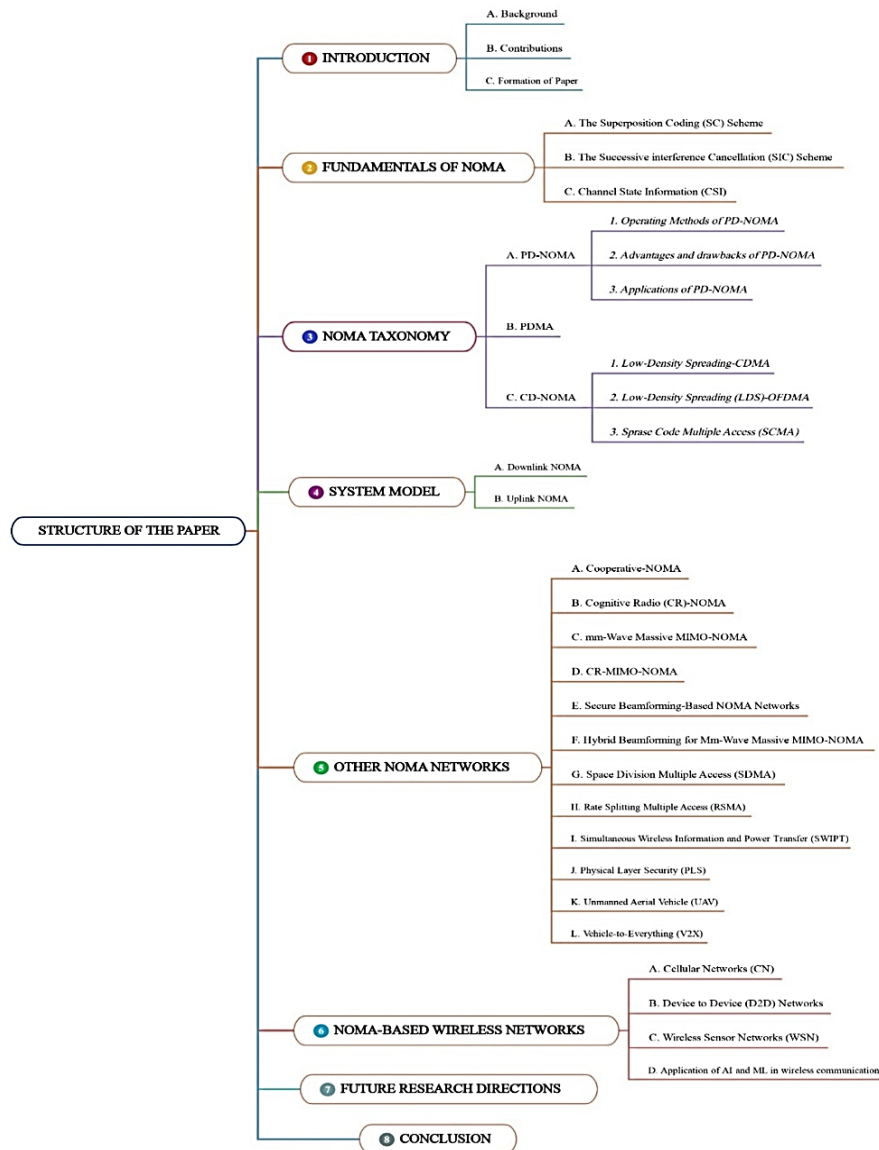 A. Background
1 INTRODUCTION
B. Contributions
C. Formation of Paper
A. The Superposition Coding (SC) Scheme
2 FUNDAMENTALS OF NOMA
B. The Successive interference Cancellation (SIC) Scheme
C. Channel State Information (CSI)
1. Operating Methods of PD-NOMA
A. PD-NOMA
2. Advantages and drawbacks of PD-NOMA
3. Applications of PD-NOMA
3 NOMA TAXONOMY
B. PDMA
1. Low-Density Spreading-CDMA
C. CD-NOMA
2. Low-Density Spreading (LDS)-OFDMA
3. Sprase Code Multiple Access (SCMA)
A. Downlink NOMA
4 SYSTEM MODEL
B. Uplink NOMA
STRUCTURE OF THE PAPER
A. Cooperative-NOMA
B. Cognitive Radio (CR)-NOMA
C. mm-Wave Massive MIMO-NOMA
D. CR-MIMO-NOMA
E. Secure Beamforming-Based NOMA Networks
F. Hybrid Beamforming for Mm-Wave Massive MIMO-NOMA
5 OTHER NOMA NETWORKS
G. Space Division Multiple Access (SDMA)
H. Rate Splitting Multiple Access (RSMA)
I. Simultaneous Wireless Information and Power Transfer (SWIPT)
J. Physical Layer Security (PLS)
K. Unmanned Aerial Vehicle (UAV)
L. Vehicle-to-Everything (V2X)
A. Cellular Networks (CN)
B. Device to Device (D2D) Networks
6 NOMA-BASED WIRELESS NETWORKS
C. Wireless Sensor Networks (WSN)
D. Application of AI and ML in wireless communication
7 FUTURE RESEARCH DIRECTIONS
8 CONCLUSION